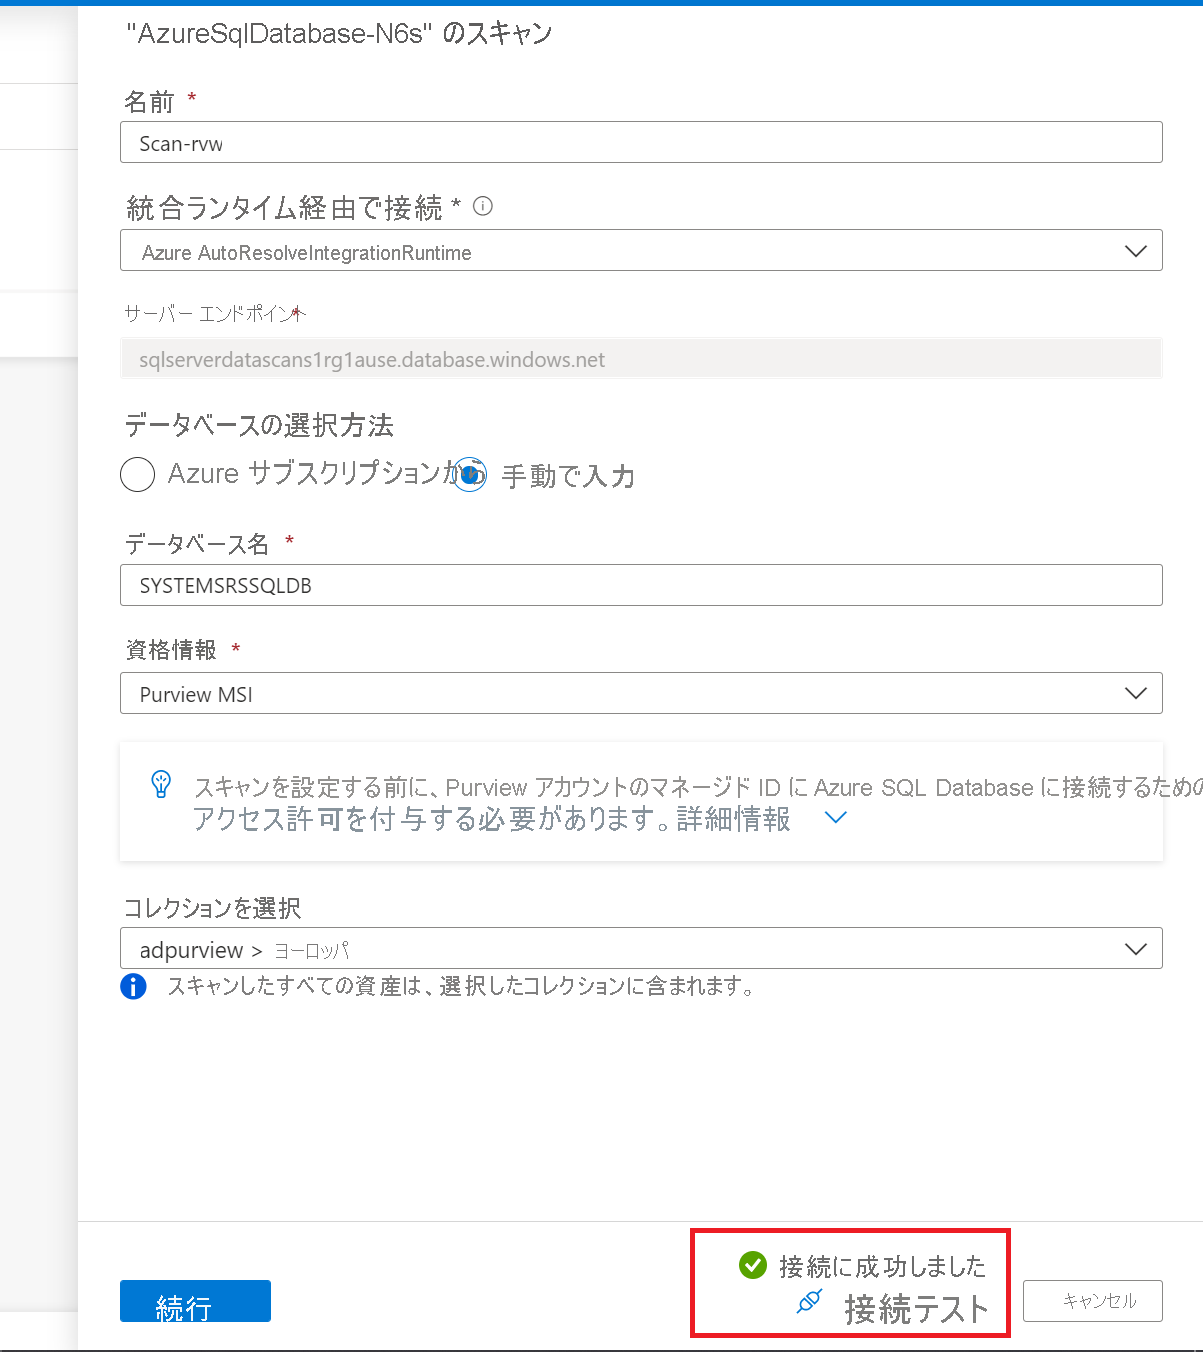 "AzureSqlDatabase-N6s" のスキャン
名前 *
Scan-rvw
統合ランタイム経由で接続 *
Azure AutoResolveIntegrationRuntime
サーバー エンドポイント*
sqlserverdatascans1rg1ause.database.windows.net
データベースの選択方法
Azure サブスクリプションから 手動で入力
データベース名 *
SYSTEMSRSSQLDB
資格情報 *
Purview MSI
スキャンを設定する前に、Purview アカウントのマネージド ID に Azure SQL Database に接続するための
アクセス許可を付与する必要があります。詳細情報
コレクションを選択
adpurview > ヨーロッパ
スキャンしたすべての資産は、選択したコレクションに含まれます。
接続に成功しました
続行 接続テスト キャンセル